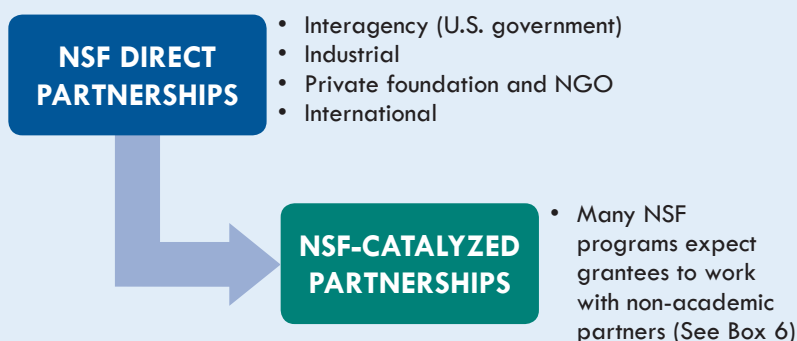 NSF DIRECT
PARTNERSHIPS
• Interagency (U.S. government)
• Industrial
• Private foundation and NGO
• International
NSF-CATALYZED
PARTNERSHIPS
• Many NSF
programs expect
grantees to work
with non-academic
partners (See Box 6)